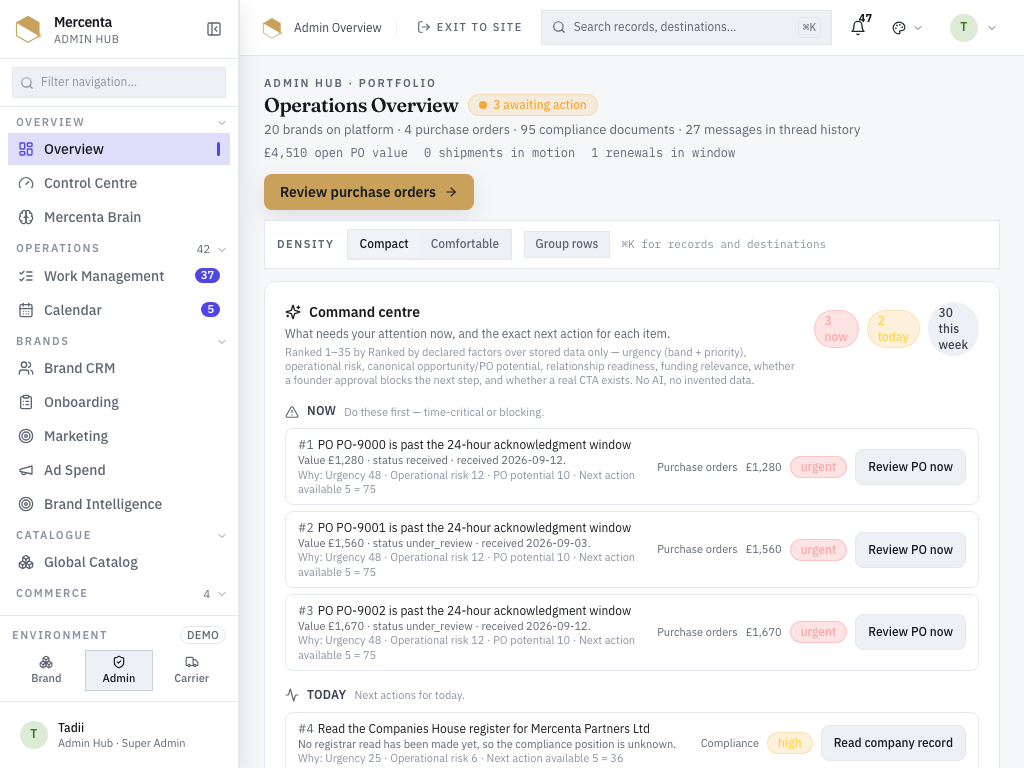 Mercenta
ADMIN HUB
Filter navigation...
OVERVIEW
Overview
Control Centre
Mercenta Brain
OPERATIONS 42
Work Management 37
Calendar 5
BRANDS
Brand CRM
Onboarding
Marketing
Ad Spend
Brand Intelligence
CATALOGUE
Global Catalog
COMMERCE 4
ENVIRONMENT DEMO
Brand Admin Carrier
T
Tadii
Admin Hub · Super Admin
Admin Overview
EXIT TO SITE
Search records, destinations... ⌘K
47
T
ADMIN HUB · PORTFOLIO
Operations Overview 3 awaiting action
20 brands on platform · 4 purchase orders · 95 compliance documents · 27 messages in thread history
£4,510 open PO value 0 shipments in motion 1 renewals in window
Review purchase orders →
DENSITY Compact Comfortable Group rows ⌘K for records and destinations
Command centre
What needs your attention now, and the exact next action for each item.
Ranked 1–35 by Ranked by declared factors over stored data only — urgency (band + priority),
operational risk, canonical opportunity/PO potential, relationship readiness, funding relevance, whether
a founder approval blocks the next step, and whether a real CTA exists. No AI, no invented data.
3 now
2 today
30 this week
NOW Do these first — time-critical or blocking.
#1 PO PO-9000 is past the 24-hour acknowledgment window
Value £1,280 · status received · received 2026-09-12.
Why: Urgency 48 · Operational risk 12 · PO potential 10 · Next action
available 5 = 75
Purchase orders £1,280 urgent Review PO now
#2 PO PO-9001 is past the 24-hour acknowledgment window
Value £1,560 · status under_review · received 2026-09-03.
Why: Urgency 48 · Operational risk 12 · PO potential 10 · Next action
available 5 = 75
Purchase orders £1,560 urgent Review PO now
#3 PO PO-9002 is past the 24-hour acknowledgment window
Value £1,670 · status under_review · received 2026-09-12.
Why: Urgency 48 · Operational risk 12 · PO potential 10 · Next action
available 5 = 75
Purchase orders £1,670 urgent Review PO now
TODAY Next actions for today.
#4 Read the Companies House register for Mercenta Partners Ltd
No registrar read has been made yet, so the compliance position is unknown.
Why: Urgency 25 · Operational risk 6 · Next action available 5 = 36
Compliance high Read company record